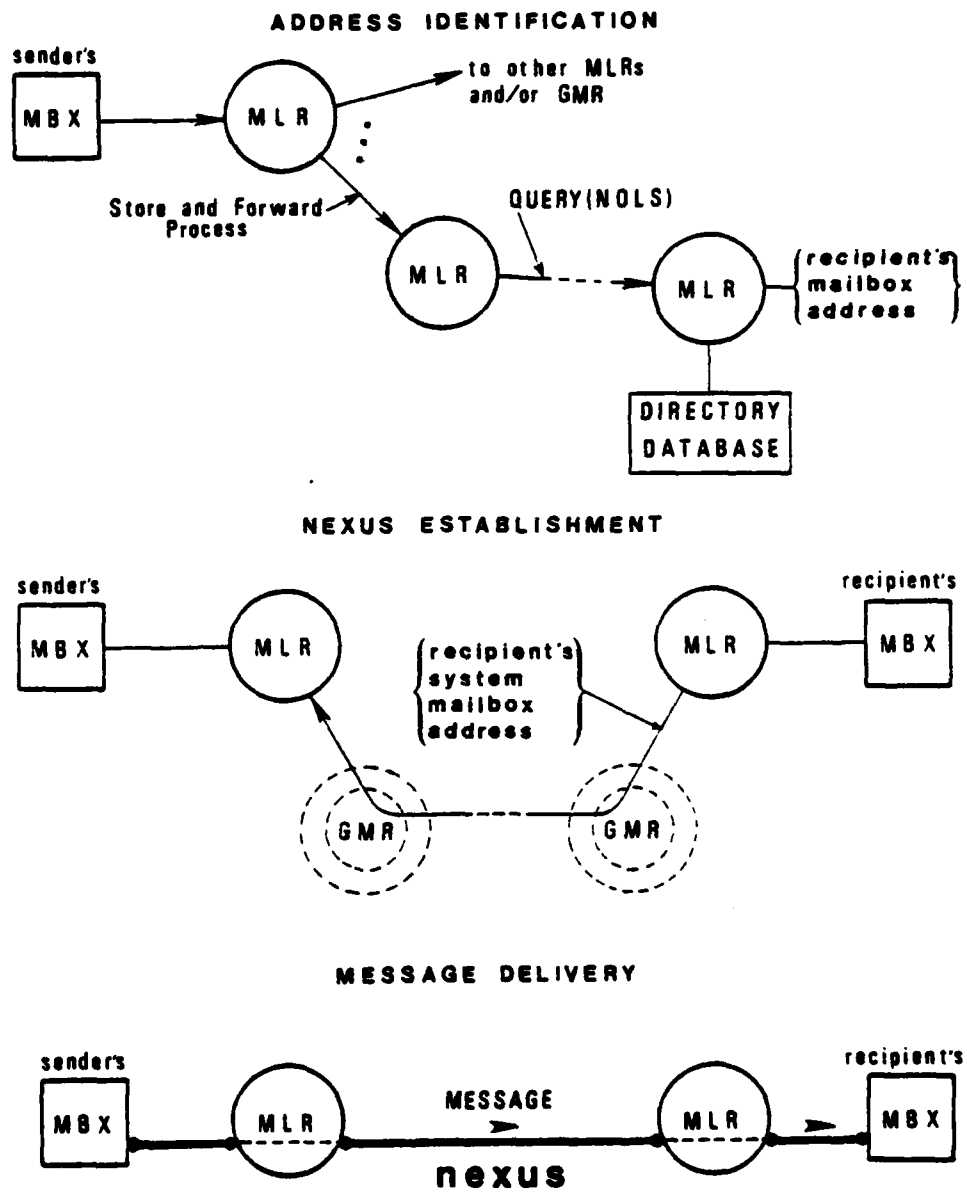 ADDRESS IDENTIFICATION
sender's
MBX
MLR
to other MLRs
and/or GMR
Store and Forward
Process
MLR
QUERY(NOLS)
MLR
recipient's
mailbox
address
DIRECTORY
DATABASE
NEXUS ESTABLISHMENT
sender's
MBX
MLR
recipient's
system
mailbox
address
MLR
recipient's
MBX
GMR
GMR
MESSAGE DELIVERY
sender's
MBX
MLR
MESSAGE
nexus
MLR
recipient's
MBX